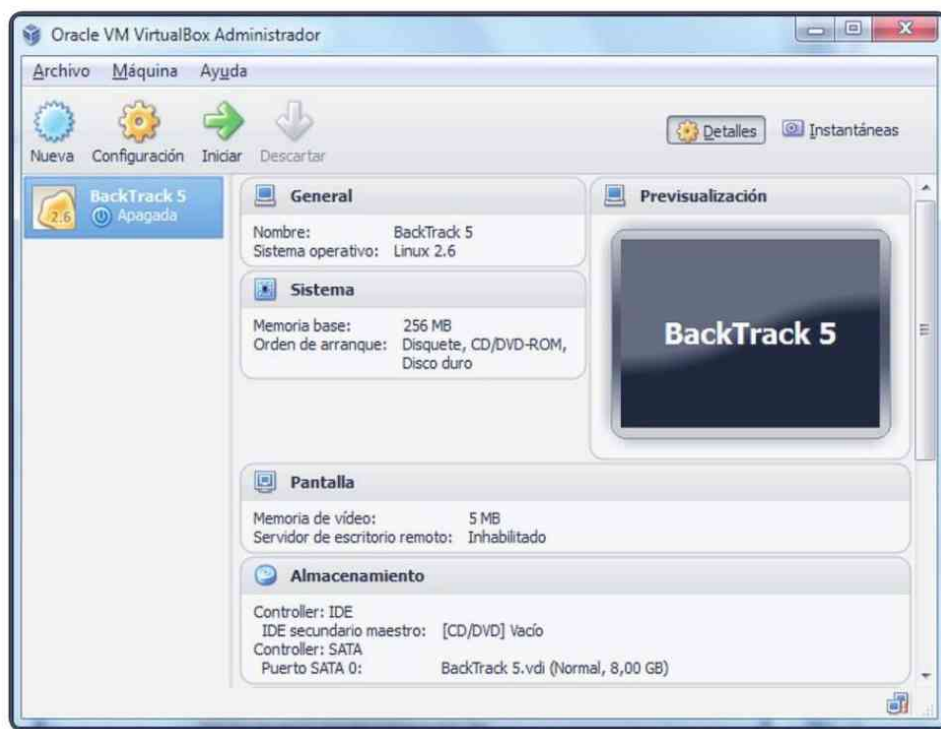 Oracle VM VirtualBox Administrador
Archivo Máquina Ayuda
Nueva Configuración Iniciar Descartar
Detalles Instantáneas
2.6
BackTrack 5
Apagada
General
Nombre: BackTrack 5
Sistema operativo: Linux 2.6
Sistema
Memoria base: 256 MB
Orden de arranque: Disquete, CD/DVD-ROM,
Disco duro
Previsualización
BackTrack 5
Pantalla
Memoria de vídeo: 5 MB
Servidor de escritorio remoto: Inhabilitado
Almacenamiento
Controller: IDE
IDE secundario maestro: [CD/DVD] Vacío
Controller: SATA
Puerto SATA 0: BackTrack 5.vdi (Normal, 8,00 GB)